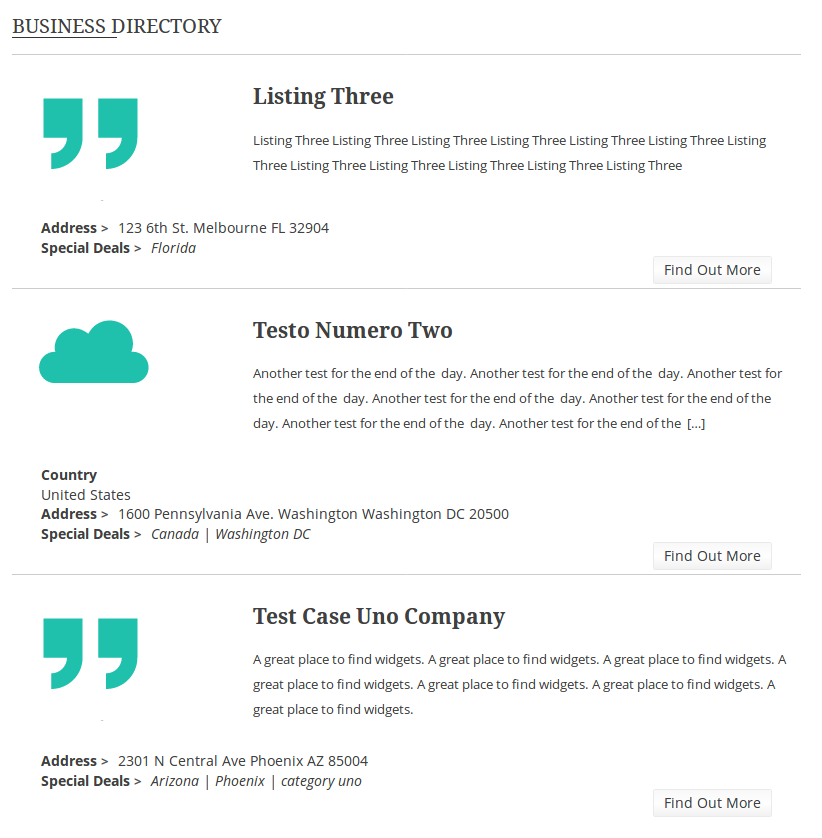 BUSINESS DIRECTORY
Listing Three
Listing Three Listing Three Listing Three Listing Three Listing Three Listing Three Listing
Three Listing Three Listing Three Listing Three Listing Three Listing Three
Address > 123 6th St. Melbourne FL 32904
Special Deals > Florida
Find Out More
Testo Numero Two
Another test for the end of the day. Another test for the end of the day. Another test for
the end of the day. Another test for the end of the day. Another test for the end of the
day. Another test for the end of the day. Another test for the end of the [...]
Country
United States
Address > 1600 Pennsylvania Ave. Washington Washington DC 20500
Special Deals > Canada | Washington DC
Find Out More
Test Case Uno Company
A great place to find widgets. A great place to find widgets. A great place to find widgets. A
great place to find widgets. A great place to find widgets. A great place to find widgets. A
great place to find widgets.
Address > 2301 N Central Ave Phoenix AZ 85004
Special Deals > Arizona | Phoenix | category uno
Find Out More